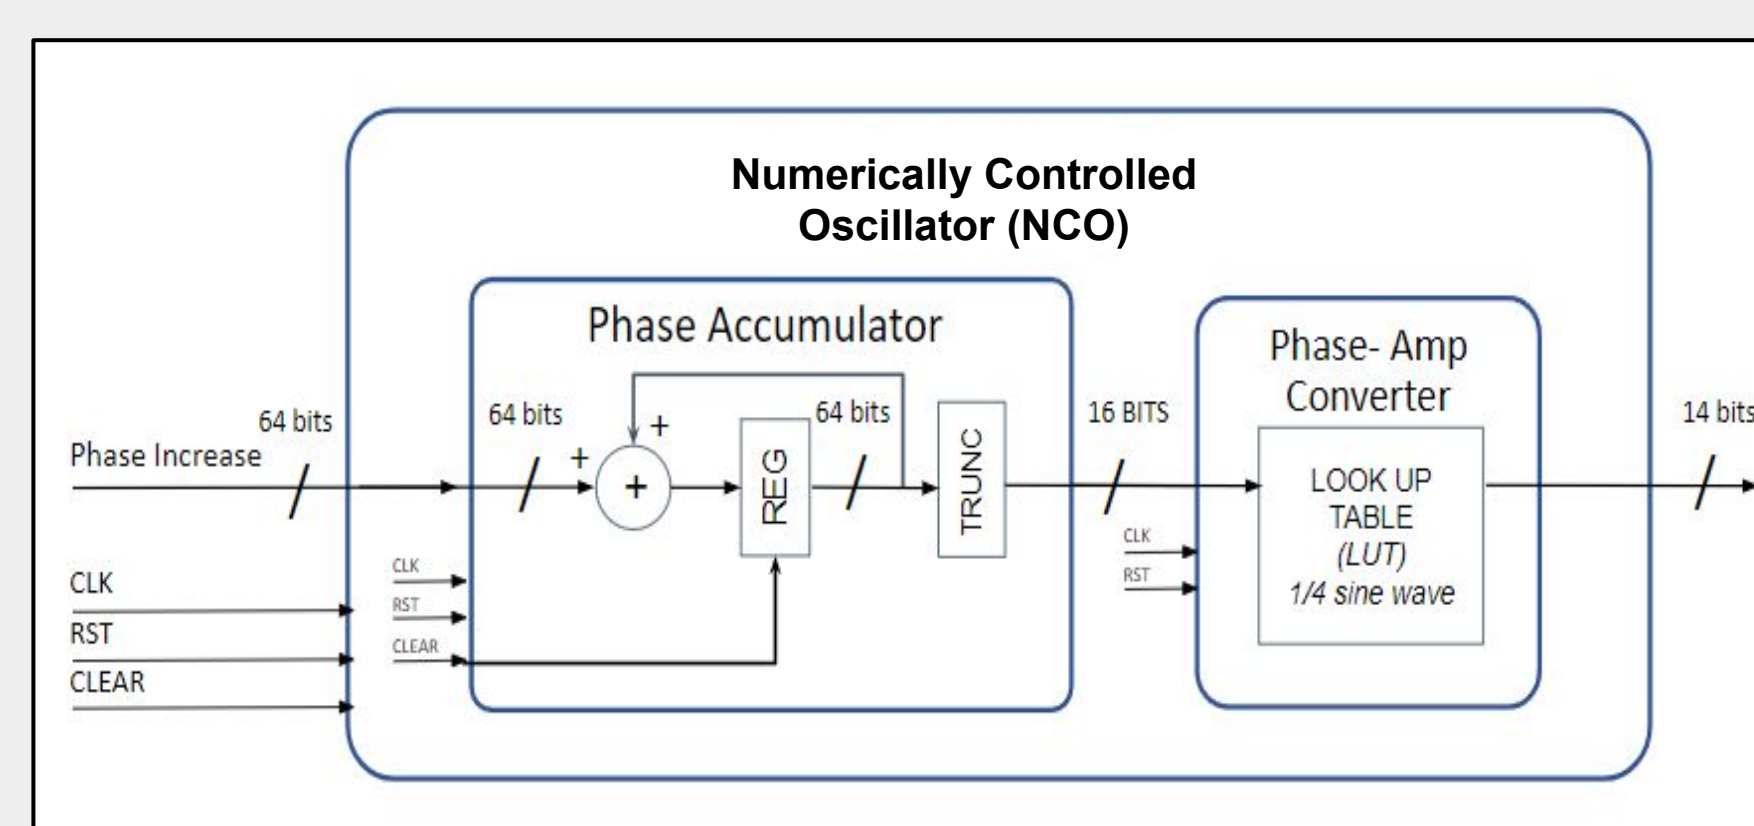 Numerically Controlled
Oscillator (NCO)
Phase Accumulator
Phase- Amp
Converter
64 bits
64 bits
64 bits
16 BITS
14 bits
Phase Increase
+
+
+
REG
TRUNC
LOOK UP
TABLE
(LUT)
1/4 sine wave
CLK
RST
CLK
RST
CLEAR
CLK
RST
CLEAR